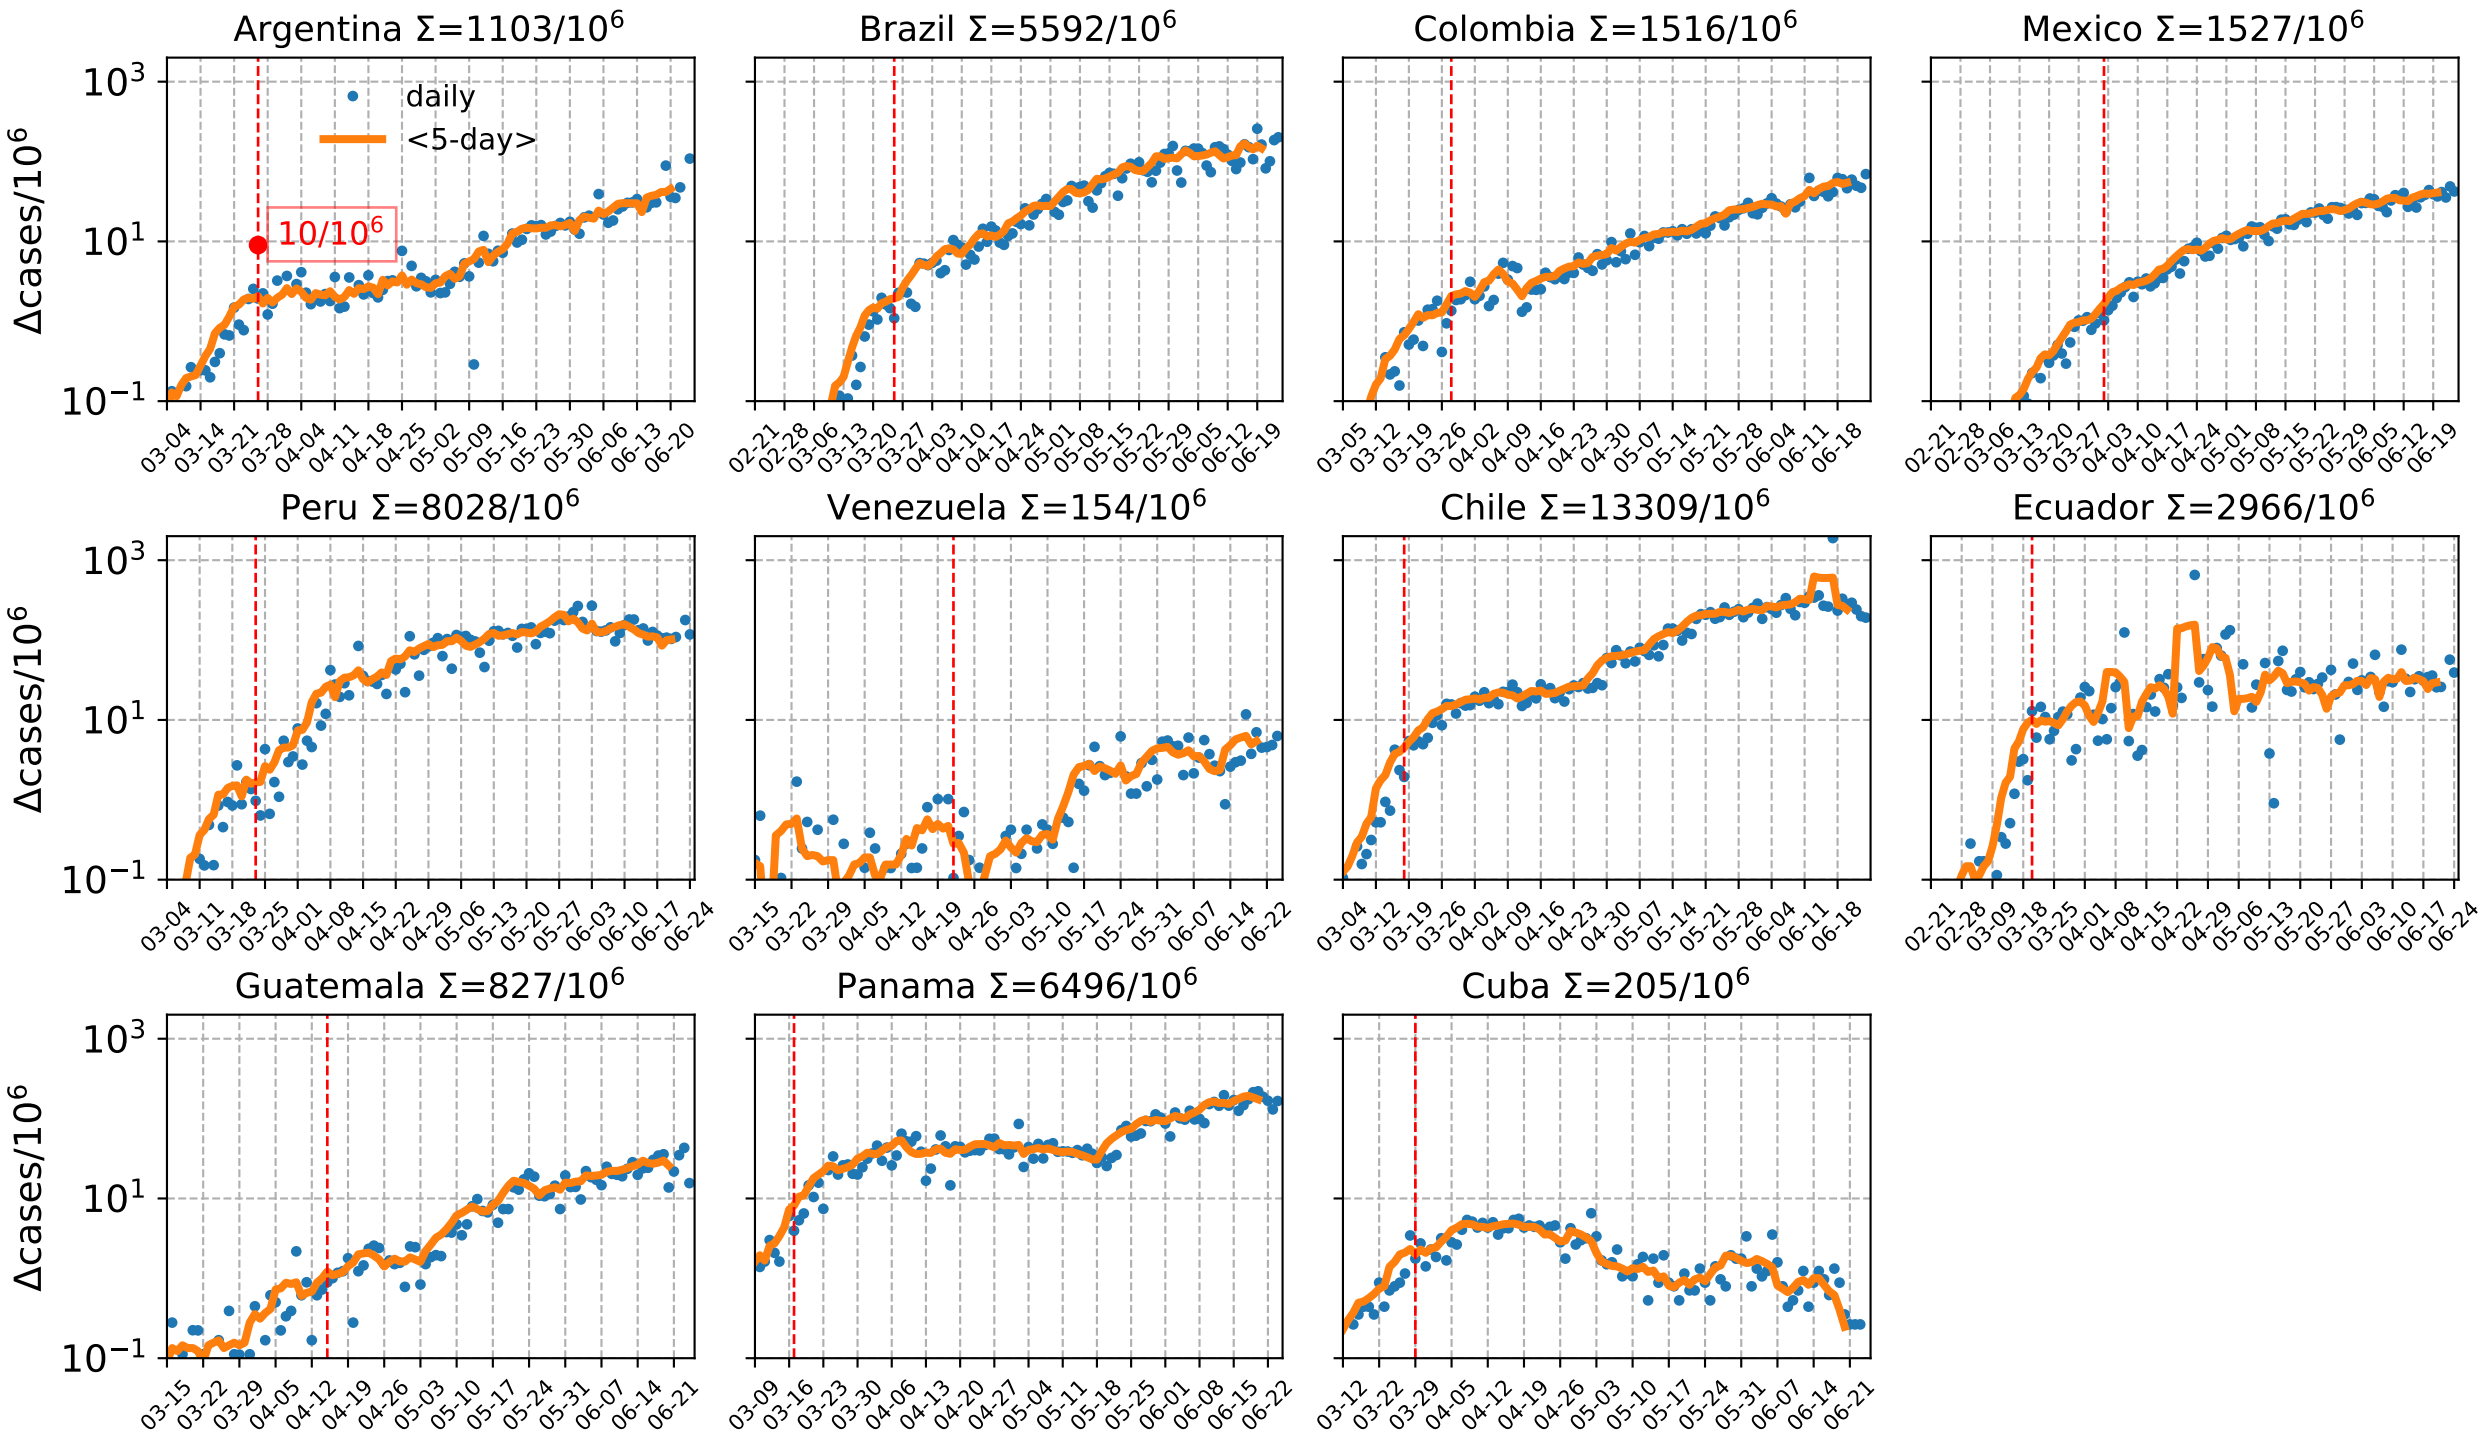 Argentina Σ=1103/10⁶
Brazil Σ=5592/10⁶
Colombia Σ=1516/10⁶
Mexico Σ=1527/10⁶
Δcases/10⁶
10³
10¹
10⁻¹
daily
<5-day>
10/10⁶
03-04 03-14 03-21 03-28 04-04 04-11 04-18 04-25 05-02 05-09 05-16 05-23 05-30 06-06 06-13 06-20
02-21 02-28 03-06 03-13 03-20 03-27 04-03 04-10 04-17 04-24 05-01 05-08 05-15 05-22 05-29 06-05 06-12 06-19
03-05 03-12 03-19 03-26 04-02 04-09 04-16 04-23 04-30 05-07 05-14 05-21 05-28 06-04 06-11 06-18
02-21 02-28 03-06 03-13 03-20 03-27 04-03 04-10 04-17 04-24 05-01 05-08 05-15 05-22 05-29 06-05 06-12 06-19
Peru Σ=8028/10⁶
Venezuela Σ=154/10⁶
Chile Σ=13309/10⁶
Ecuador Σ=2966/10⁶
Δcases/10⁶
10³
10¹
10⁻¹
03-04 03-11 03-18 03-25 04-01 04-08 04-15 04-22 04-29 05-06 05-13 05-20 05-27 06-03 06-10 06-17 06-24
03-15 03-22 03-29 04-05 04-12 04-19 04-26 05-03 05-10 05-17 05-24 05-31 06-07 06-14 06-22
03-04 03-12 03-19 03-26 04-02 04-09 04-16 04-23 04-30 05-07 05-14 05-21 05-28 06-04 06-11 06-18
02-21 02-28 03-09 03-18 03-25 04-01 04-08 04-15 04-22 04-29 05-06 05-13 05-20 05-27 06-03 06-10 06-17 06-24
Guatemala Σ=827/10⁶
Panama Σ=6496/10⁶
Cuba Σ=205/10⁶
Δcases/10⁶
10³
10¹
10⁻¹
03-15 03-22 03-29 04-05 04-12 04-19 04-26 05-03 05-10 05-17 05-24 05-31 06-07 06-14 06-21
03-09 03-16 03-23 03-30 04-06 04-13 04-20 04-27 05-04 05-11 05-18 05-25 06-01 06-08 06-15 06-22
03-12 03-22 03-29 04-05 04-12 04-19 04-26 05-03 05-10 05-17 05-24 05-31 06-07 06-14 06-21